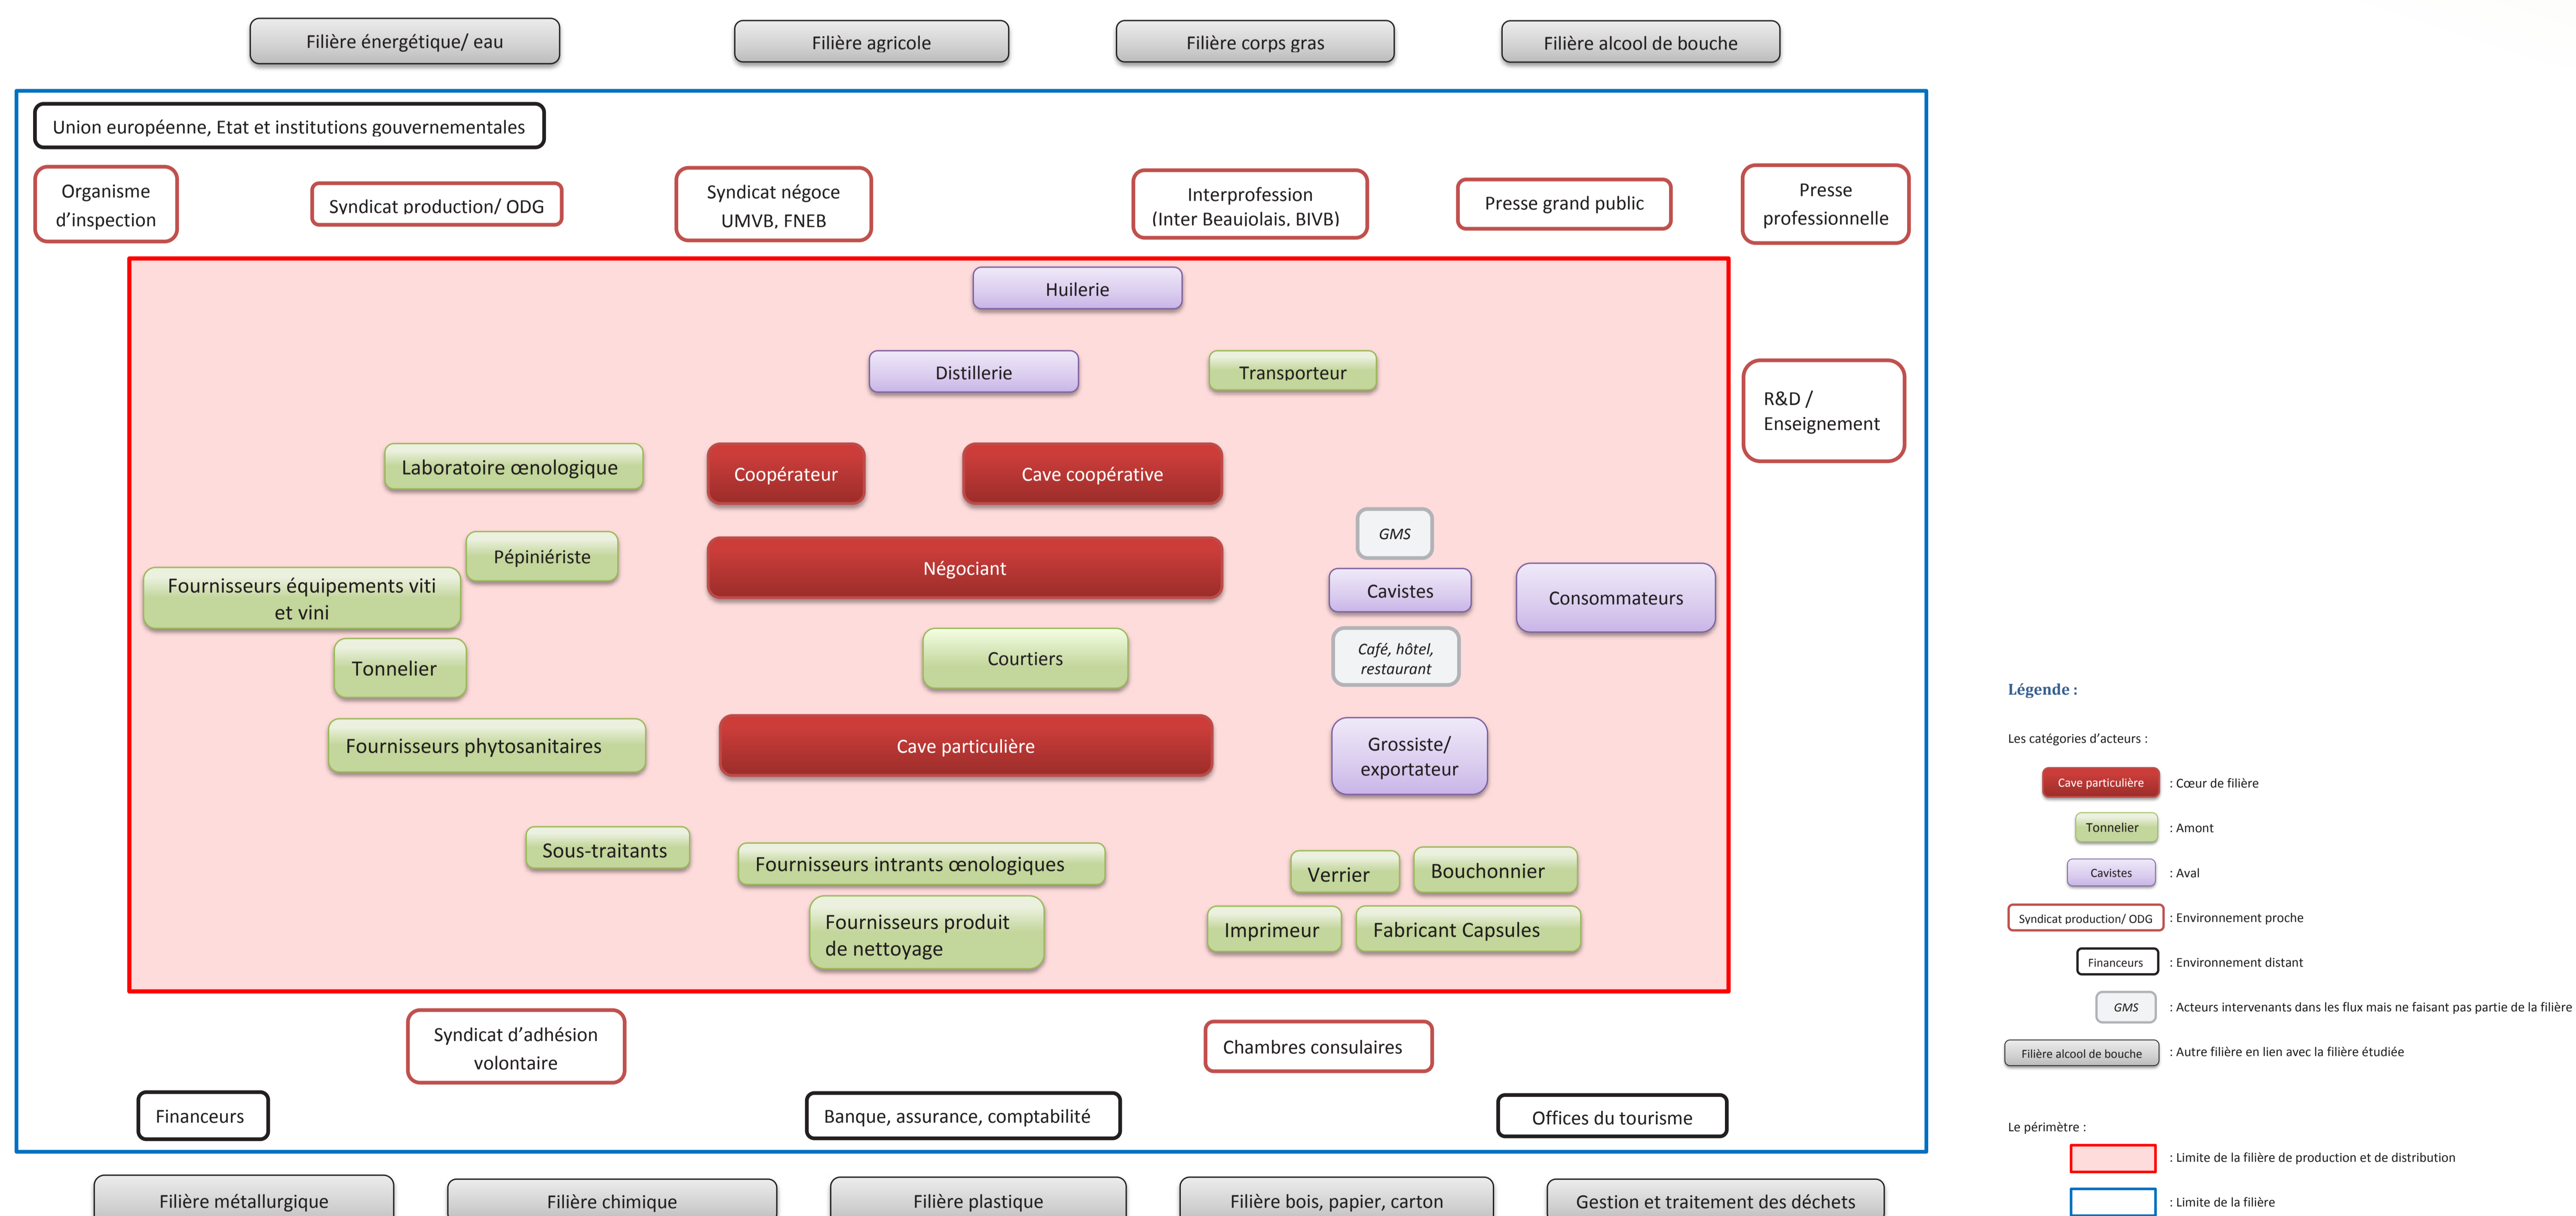 Filière énergétique/ eau
Filière agricole
Filière corps gras
Filière alcool de bouche
Union européenne, Etat et institutions gouvernementales
Organisme
d’inspection
Syndicat production/ ODG
Syndicat négoce
UMVB, FNEB
Interprofession
(Inter Beaujolais, BIVB)
Presse grand public
Presse
professionnelle
Huilerie
Distillerie
Transporteur
R&D /
Enseignement
Laboratoire œnologique
Coopérateur
Cave coopérative
GMS
Pépiniériste
Négociant
Fournisseurs équipements viti
et vini
Cavistes
Consommateurs
Tonnelier
Courtiers
Café, hôtel,
restaurant
Fournisseurs phytosanitaires
Cave particulière
Grossiste/
exportateur
Sous-traitants
Fournisseurs intrants œnologiques
Verrier
Bouchonnier
Fournisseurs produit
de nettoyage
Imprimeur
Fabricant Capsules
Syndicat d’adhésion
volontaire
Chambres consulaires
Financeurs
Banque, assurance, comptabilité
Offices du tourisme
Filière métallurgique
Filière chimique
Filière plastique
Filière bois, papier, carton
Gestion et traitement des déchets
Légende :
Les catégories d’acteurs :
Cave particulière : Cœur de filière
Tonnelier : Amont
Cavistes : Aval
Syndicat production/ ODG : Environnement proche
Financeurs : Environnement distant
GMS : Acteurs intervenants dans les flux mais ne faisant pas partie de la filière
Filière alcool de bouche : Autre filière en lien avec la filière étudiée
Le périmètre :
: Limite de la filière de production et de distribution
: Limite de la filière